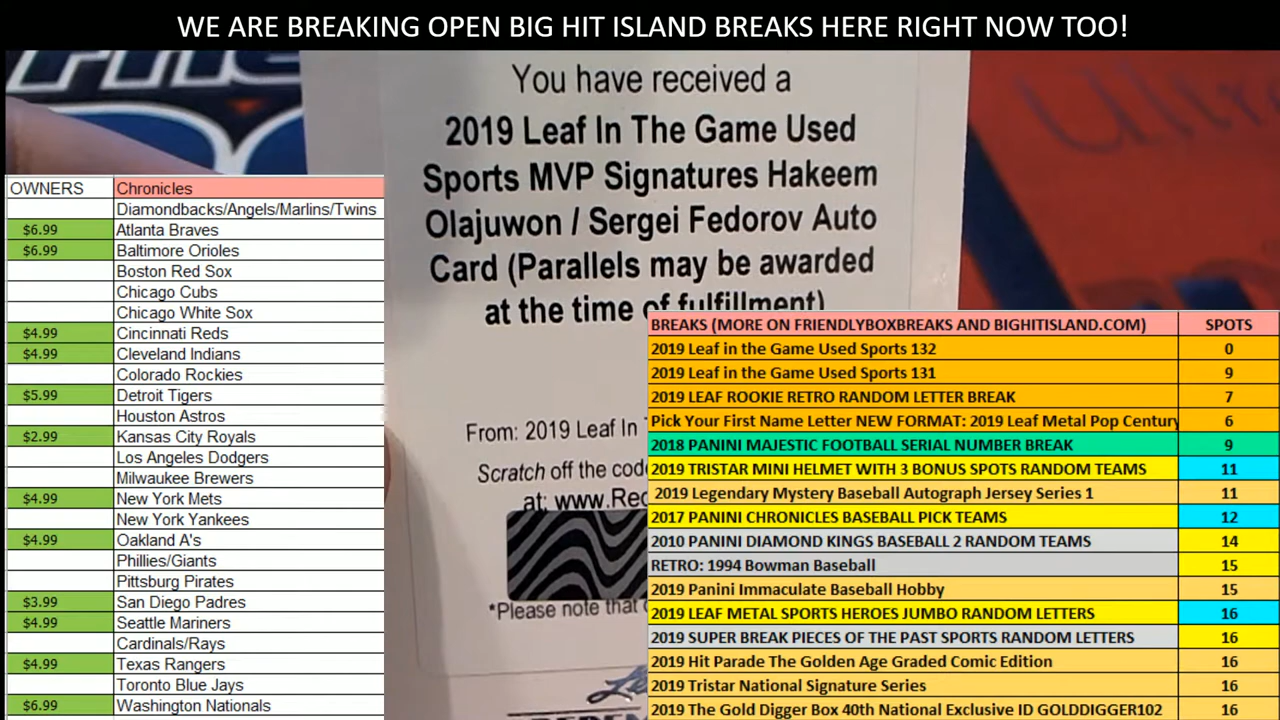 WE ARE BREAKING OPEN BIG HIT ISLAND BREAKS HERE RIGHT NOW TOO!
You have received a
2019 Leaf In The Game Used
Sports MVP Signatures Hakeem
Olajuwon / Sergei Fedorov Auto
Card (Parallels may be awarded
at the time of fulfillment)
From: 2019 Leaf In
Scratch off the code
at: www.Red
*Please note that
OWNERS Chronicles
Diamondbacks/Angels/Marlins/Twins
$6.99 Atlanta Braves
$6.99 Baltimore Orioles
Boston Red Sox
Chicago Cubs
Chicago White Sox
$4.99 Cincinnati Reds
$4.99 Cleveland Indians
Colorado Rockies
$5.99 Detroit Tigers
Houston Astros
$2.99 Kansas City Royals
Los Angeles Dodgers
Milwaukee Brewers
$4.99 New York Mets
New York Yankees
$4.99 Oakland A's
Phillies/Giants
Pittsburg Pirates
$3.99 San Diego Padres
$4.99 Seattle Mariners
Cardinals/Rays
$4.99 Texas Rangers
Toronto Blue Jays
$6.99 Washington Nationals
BREAKS (MORE ON FRIENDLYBOXBREAKS AND BIGHITISLAND.COM) SPOTS
2019 Leaf in the Game Used Sports 132 0
2019 Leaf in the Game Used Sports 131 9
2019 LEAF ROOKIE RETRO RANDOM LETTER BREAK 7
Pick Your First Name Letter NEW FORMAT: 2019 Leaf Metal Pop Century 6
2018 PANINI MAJESTIC FOOTBALL SERIAL NUMBER BREAK 9
2019 TRISTAR MINI HELMET WITH 3 BONUS SPOTS RANDOM TEAMS 11
2019 Legendary Mystery Baseball Autograph Jersey Series 1 11
2017 PANINI CHRONICLES BASEBALL PICK TEAMS 12
2010 PANINI DIAMOND KINGS BASEBALL 2 RANDOM TEAMS 14
RETRO: 1994 Bowman Baseball 15
2019 Panini Immaculate Baseball Hobby 15
2019 LEAF METAL SPORTS HEROES JUMBO RANDOM LETTERS 16
2019 SUPER BREAK PIECES OF THE PAST SPORTS RANDOM LETTERS 16
2019 Hit Parade The Golden Age Graded Comic Edition 16
2019 Tristar National Signature Series 16
2019 The Gold Digger Box 40th National Exclusive ID GOLDDIGGER102 16